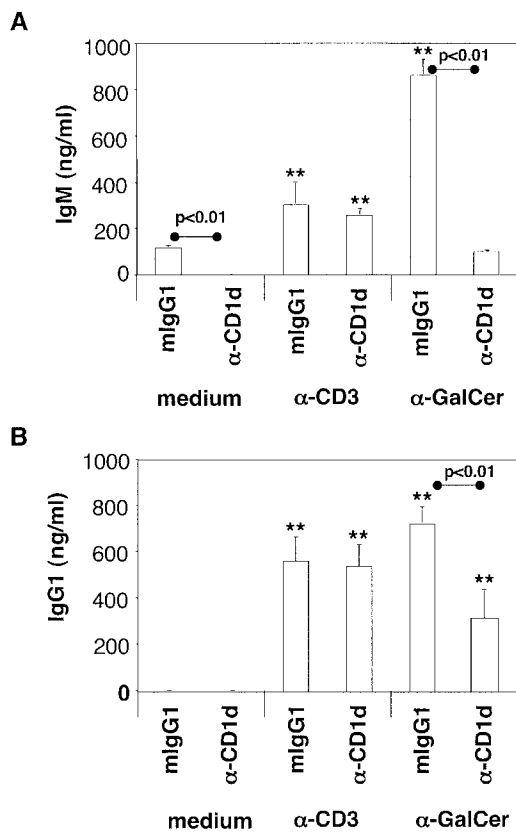 A
1000
800
600
400
200
0
IgM (ng/ml)
p<0.01
**
**
**
p<0.01
mIgG1
α-CD1d
mIgG1
α-CD1d
mIgG1
α-CD1d
medium
α-CD3
α-GalCer
B
1000
800
600
400
200
0
IgG1 (ng/ml)
**
**
**
p<0.01
**
mIgG1
α-CD1d
mIgG1
α-CD1d
mIgG1
α-CD1d
medium
α-CD3
α-GalCer